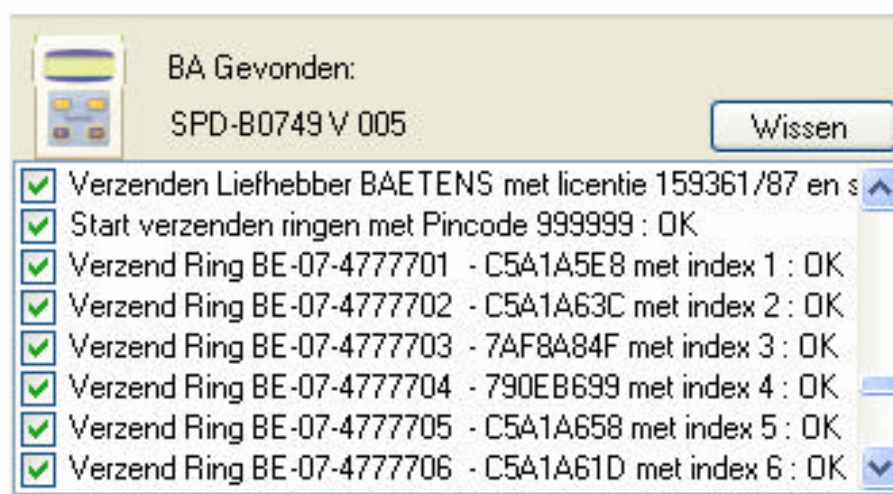 BA Gevonden:
SPD-B0749 V 005
Wissen
Verzenden Liefhebber BAETENS met licentie 159361/87 en s
Start verzenden ringen met Pincode 999999 : OK
Verzend Ring BE-07-4777701 - C5A1A5E8 met index 1 : OK
Verzend Ring BE-07-4777702 - C5A1A63C met index 2 : OK
Verzend Ring BE-07-4777703 - 7AF8A84F met index 3 : OK
Verzend Ring BE-07-4777704 - 790EB699 met index 4 : OK
Verzend Ring BE-07-4777705 - C5A1A658 met index 5 : OK
Verzend Ring BE-07-4777706 - C5A1A61D met index 6 : OK